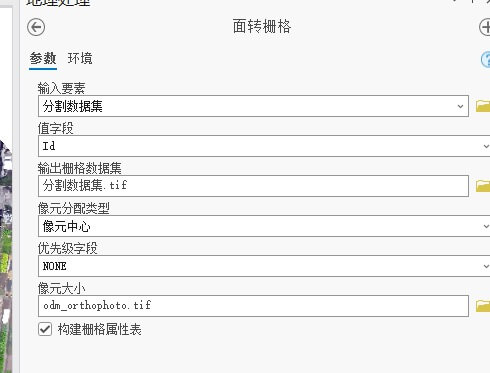 地理处理
面转栅格
参数 环境
输入要素
分割数据集
值字段
Id
输出栅格数据集
分割数据集.tif
像元分配类型
像元中心
优先级字段
NONE
像元大小
odm_orthophoto.tif
构建栅格属性表